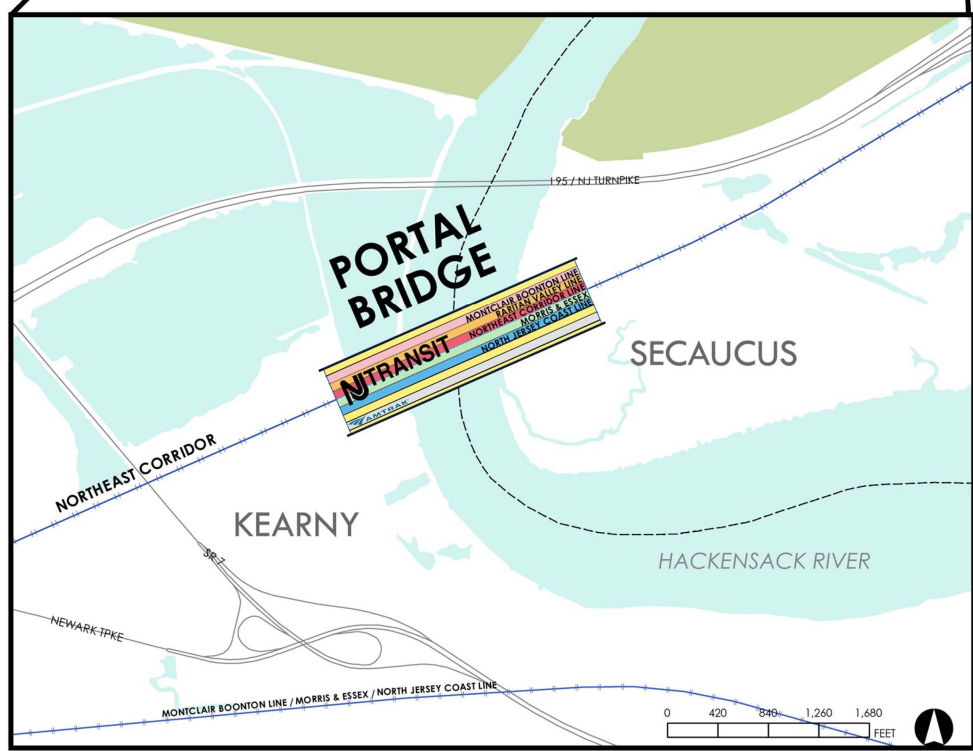 I 95 / NJ TURNPIKE
PORTAL
BRIDGE
MONTCLAIR BOONTON LINE
RARITAN VALLEY LINE
NORTHEAST CORRIDOR LINE
MORRIS & ESSEX
NORTH JERSEY COAST LINE
NJ TRANSIT
AMTRAK
SECAUCUS
NORTHEAST CORRIDOR
KEARNY
SR 7
HACKENSACK RIVER
NEWARK TPKE
MONTCLAIR BOONTON LINE / MORRIS & ESSEX / NORTH JERSEY COAST LINE
0 420 840 1,260 1,680
FEET